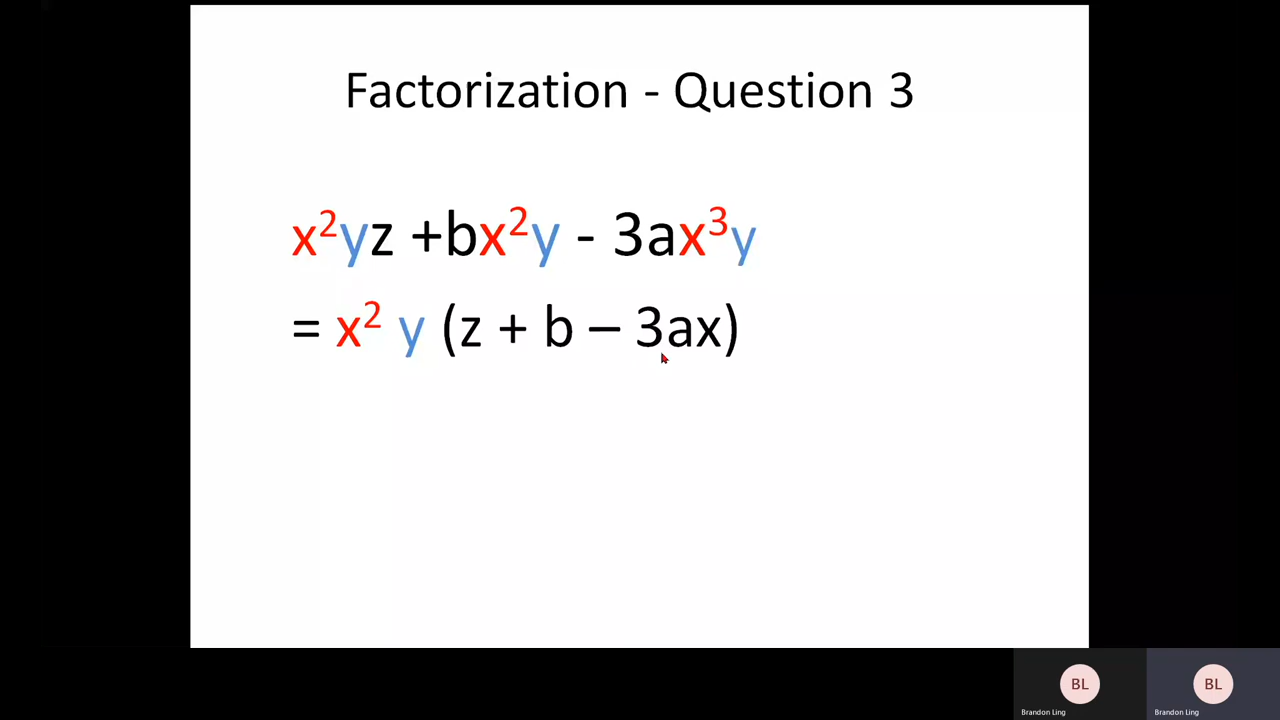 Factorization - Question 3
x²yz +bx²y - 3ax³y
= x² y (z + b – 3ax)
BL
BL
Brandon Ling
Brandon Ling